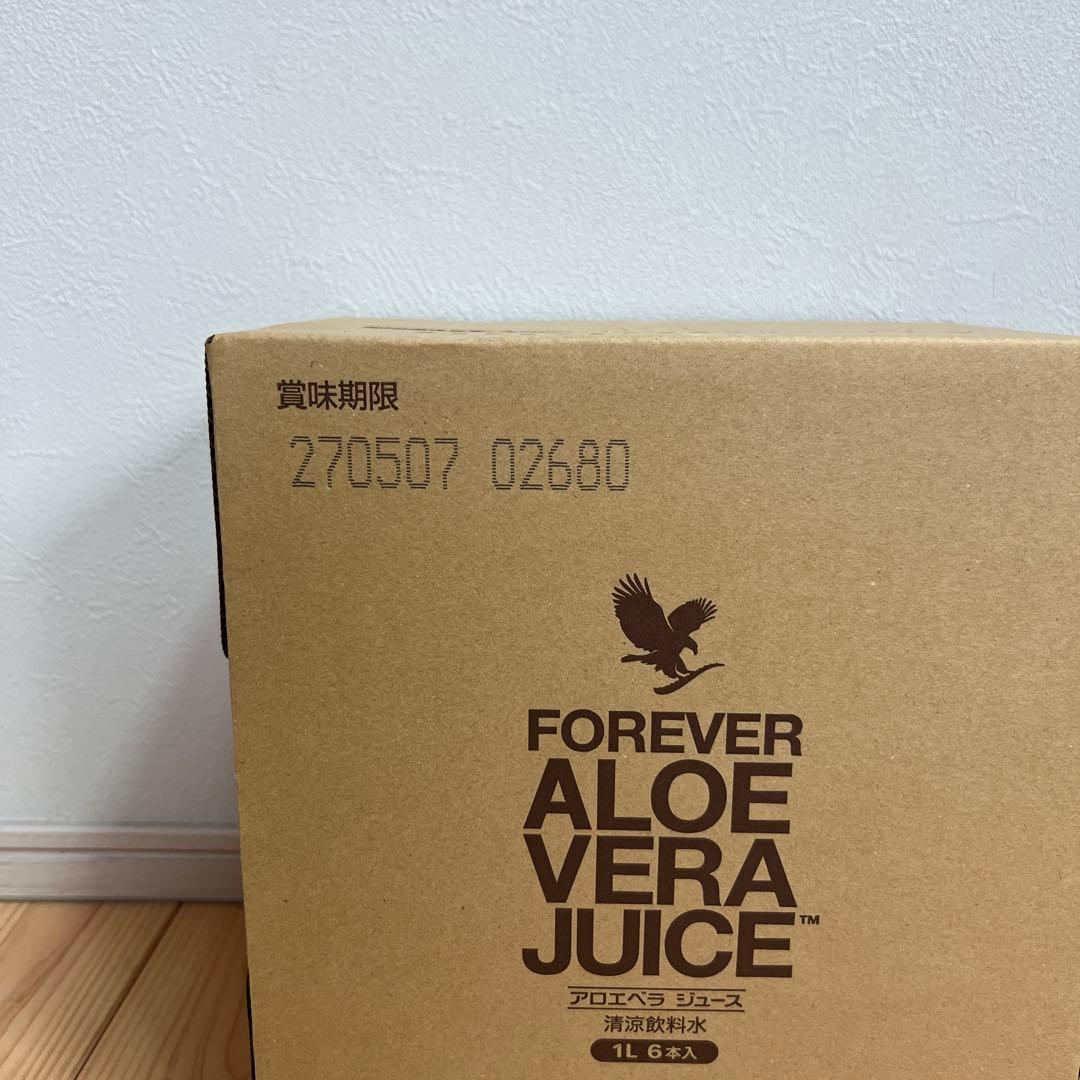 賞味期限
270507 02680
FOREVER
ALOE
VERA
JUICE™
アロエベラ ジュース
清涼飲料水
1L 6本入